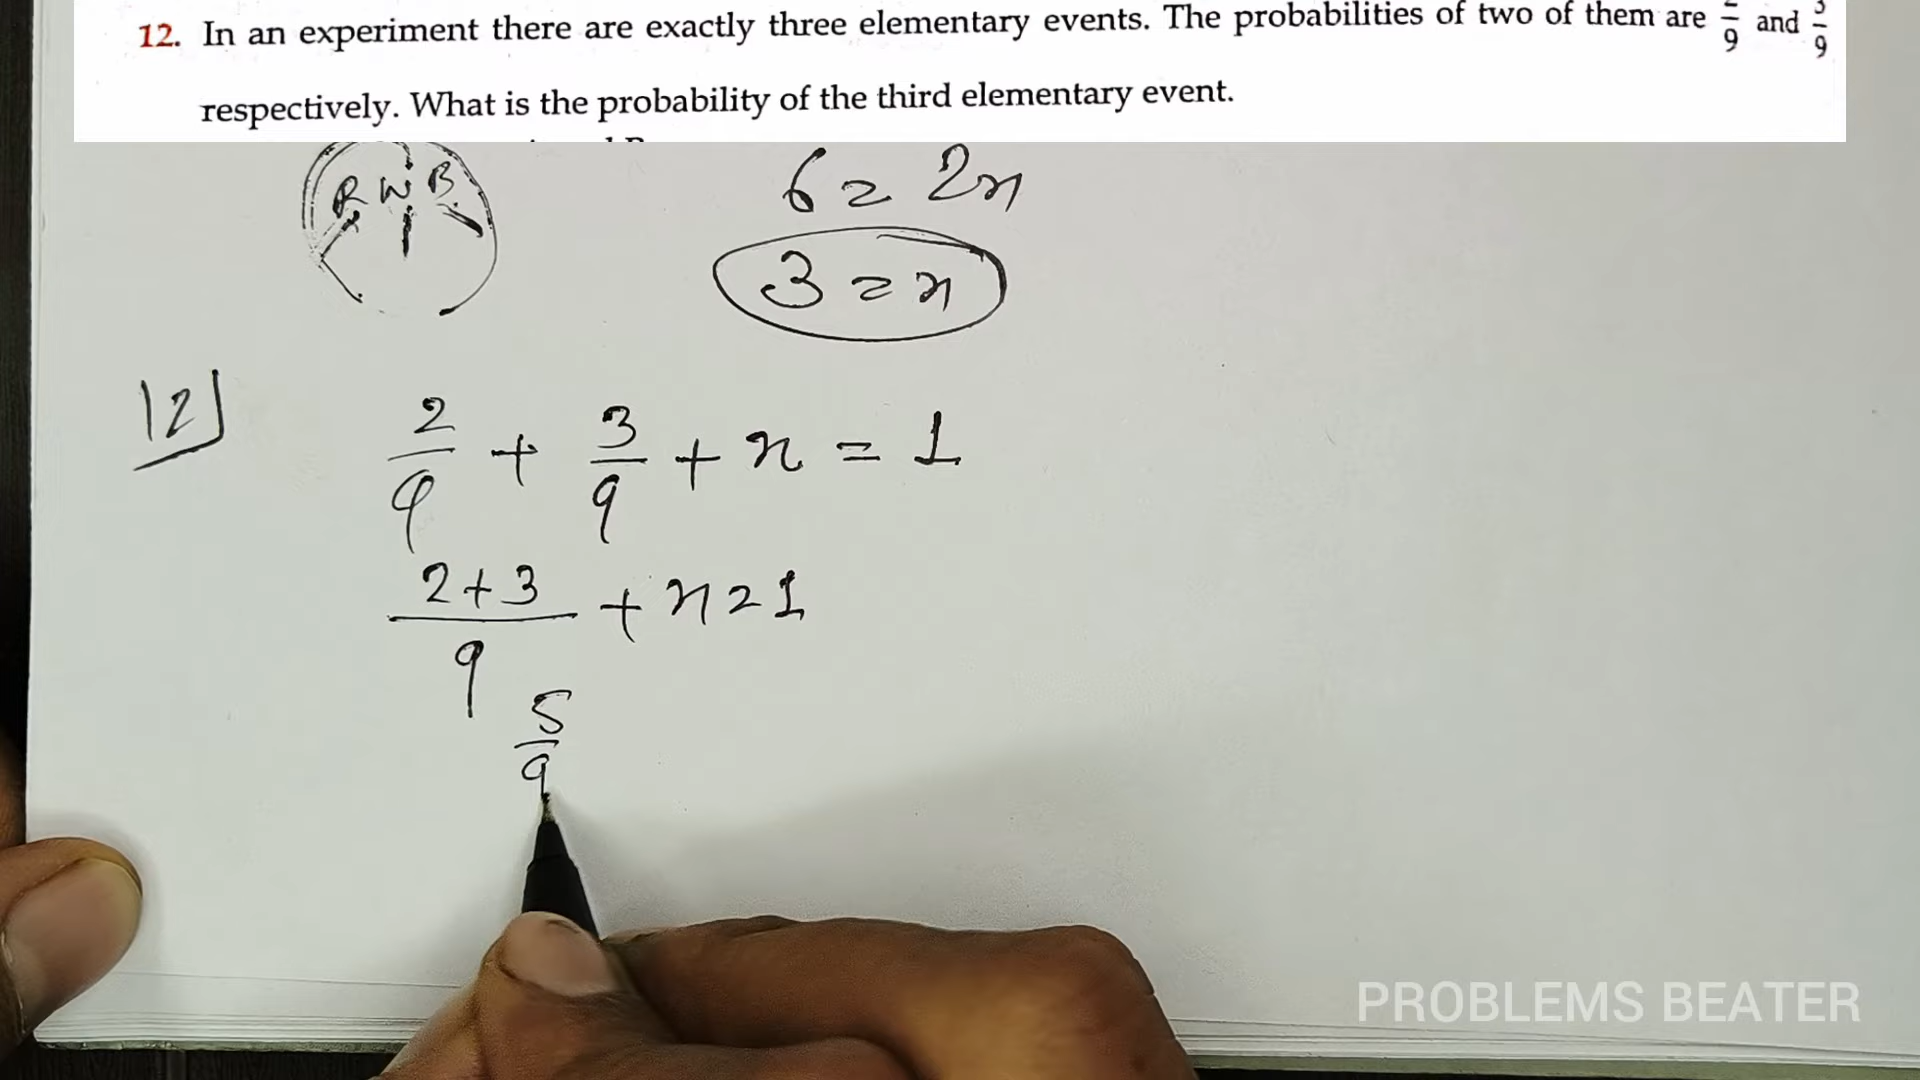 12. In an experiment there are exactly three elementary events. The probabilities of two of them are 2/9 and 3/9
respectively. What is the probability of the third elementary event.
R W B
6 = 2x
3 = x
12]
2/9 + 3/9 + x = 1
2+3/9 + x = 1
5/9
PROBLEMS BEATER